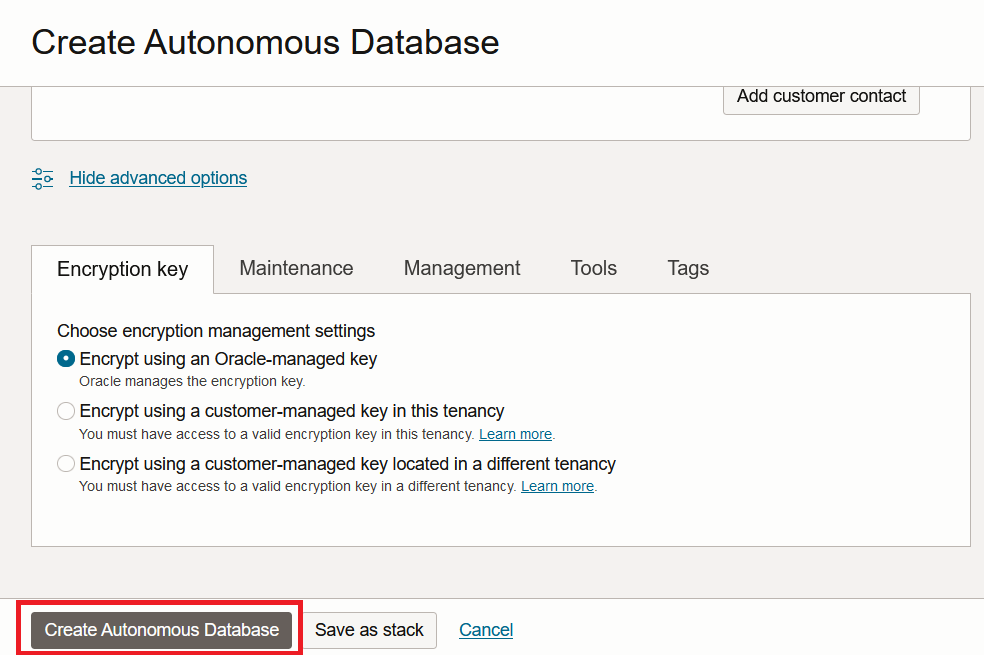 Create Autonomous Database
Add customer contact
Hide advanced options
Encryption key Maintenance Management Tools Tags
Choose encryption management settings
Encrypt using an Oracle-managed key
Oracle manages the encryption key.
Encrypt using a customer-managed key in this tenancy
You must have access to a valid encryption key in this tenancy. Learn more.
Encrypt using a customer-managed key located in a different tenancy
You must have access to a valid encryption key in a different tenancy. Learn more.
Create Autonomous Database Save as stack Cancel